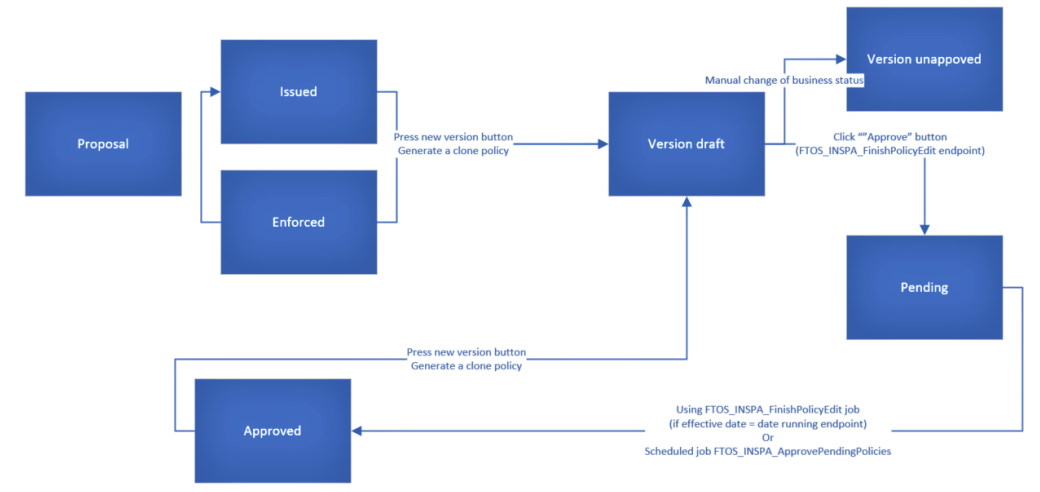 Version unappoved
Issued
Manual change of business status
Proposal
Press new version button
Generate a clone policy
Version draft
Click “”Approve” button
(FTOS_INSPA_FinishPolicyEdit endpoint)
Enforced
Pending
Press new version button
Generate a clone policy
Approved
Using FTOS_INSPA_FinishPolicyEdit job
(if effective date = date running endpoint)
Or
Scheduled job FTOS_INSPA_ApprovePendingPolicies